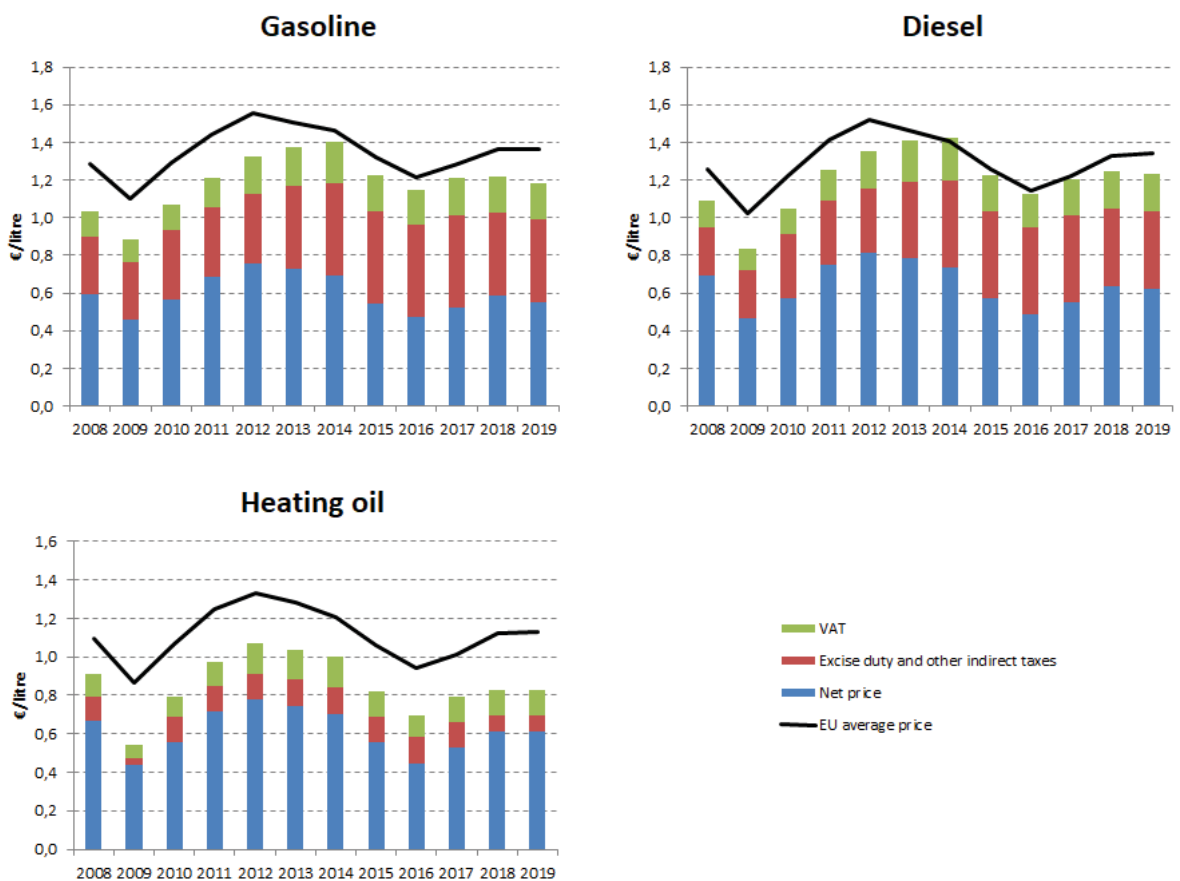 Gasoline
€/litre
1,8
1,6
1,4
1,2
1,0
0,8
0,6
0,4
0,2
0,0
2008 2009 2010 2011 2012 2013 2014 2015 2016 2017 2018 2019
Diesel
€/litre
1,8
1,6
1,4
1,2
1,0
0,8
0,6
0,4
0,2
0,0
2008 2009 2010 2011 2012 2013 2014 2015 2016 2017 2018 2019
Heating oil
€/litre
1,6
1,4
1,2
1,0
0,8
0,6
0,4
0,2
0,0
2008 2009 2010 2011 2012 2013 2014 2015 2016 2017 2018 2019
VAT
Excise duty and other indirect taxes
Net price
EU average price